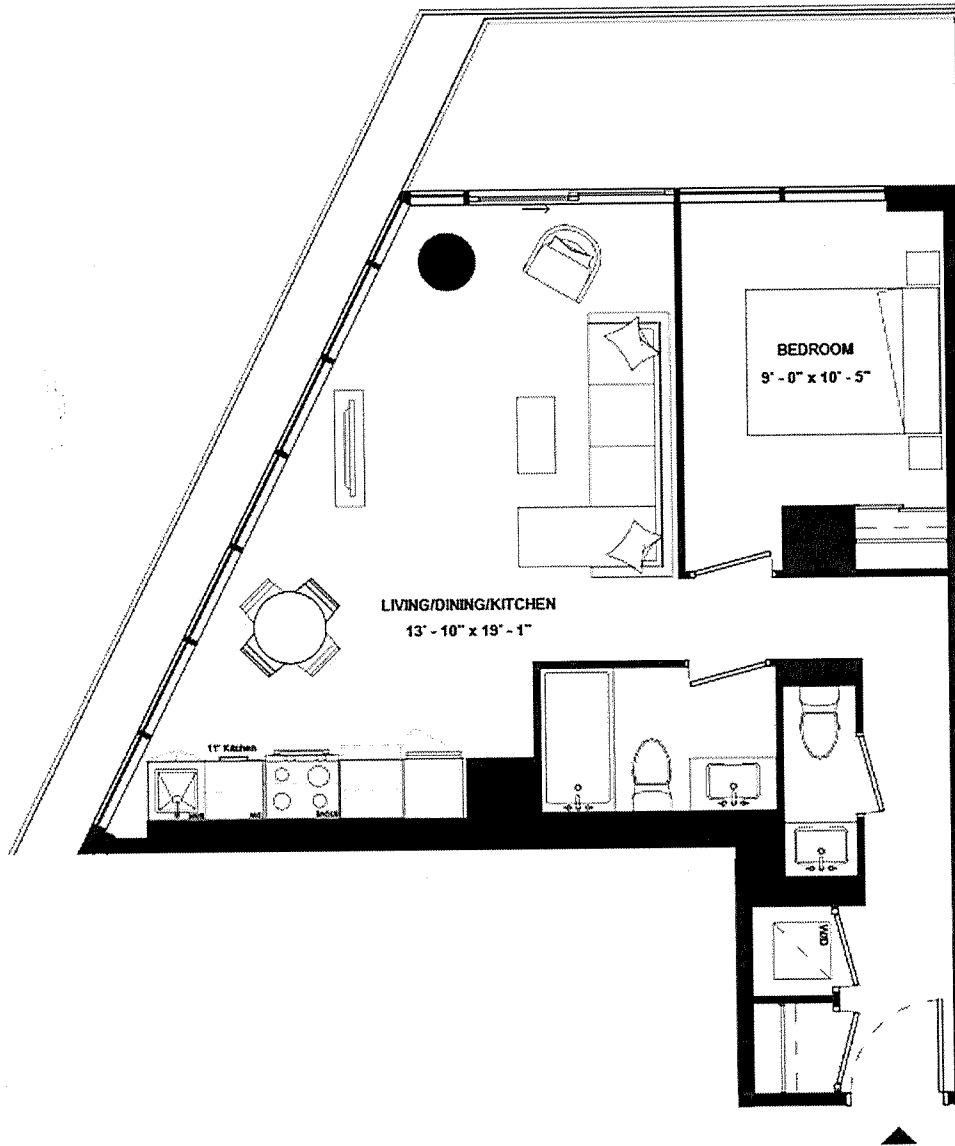 BEDROOM
9' - 0" x 10' - 5"
LIVING/DINING/KITCHEN
13' - 10" x 19' - 1"
11' Kitchen
W/D